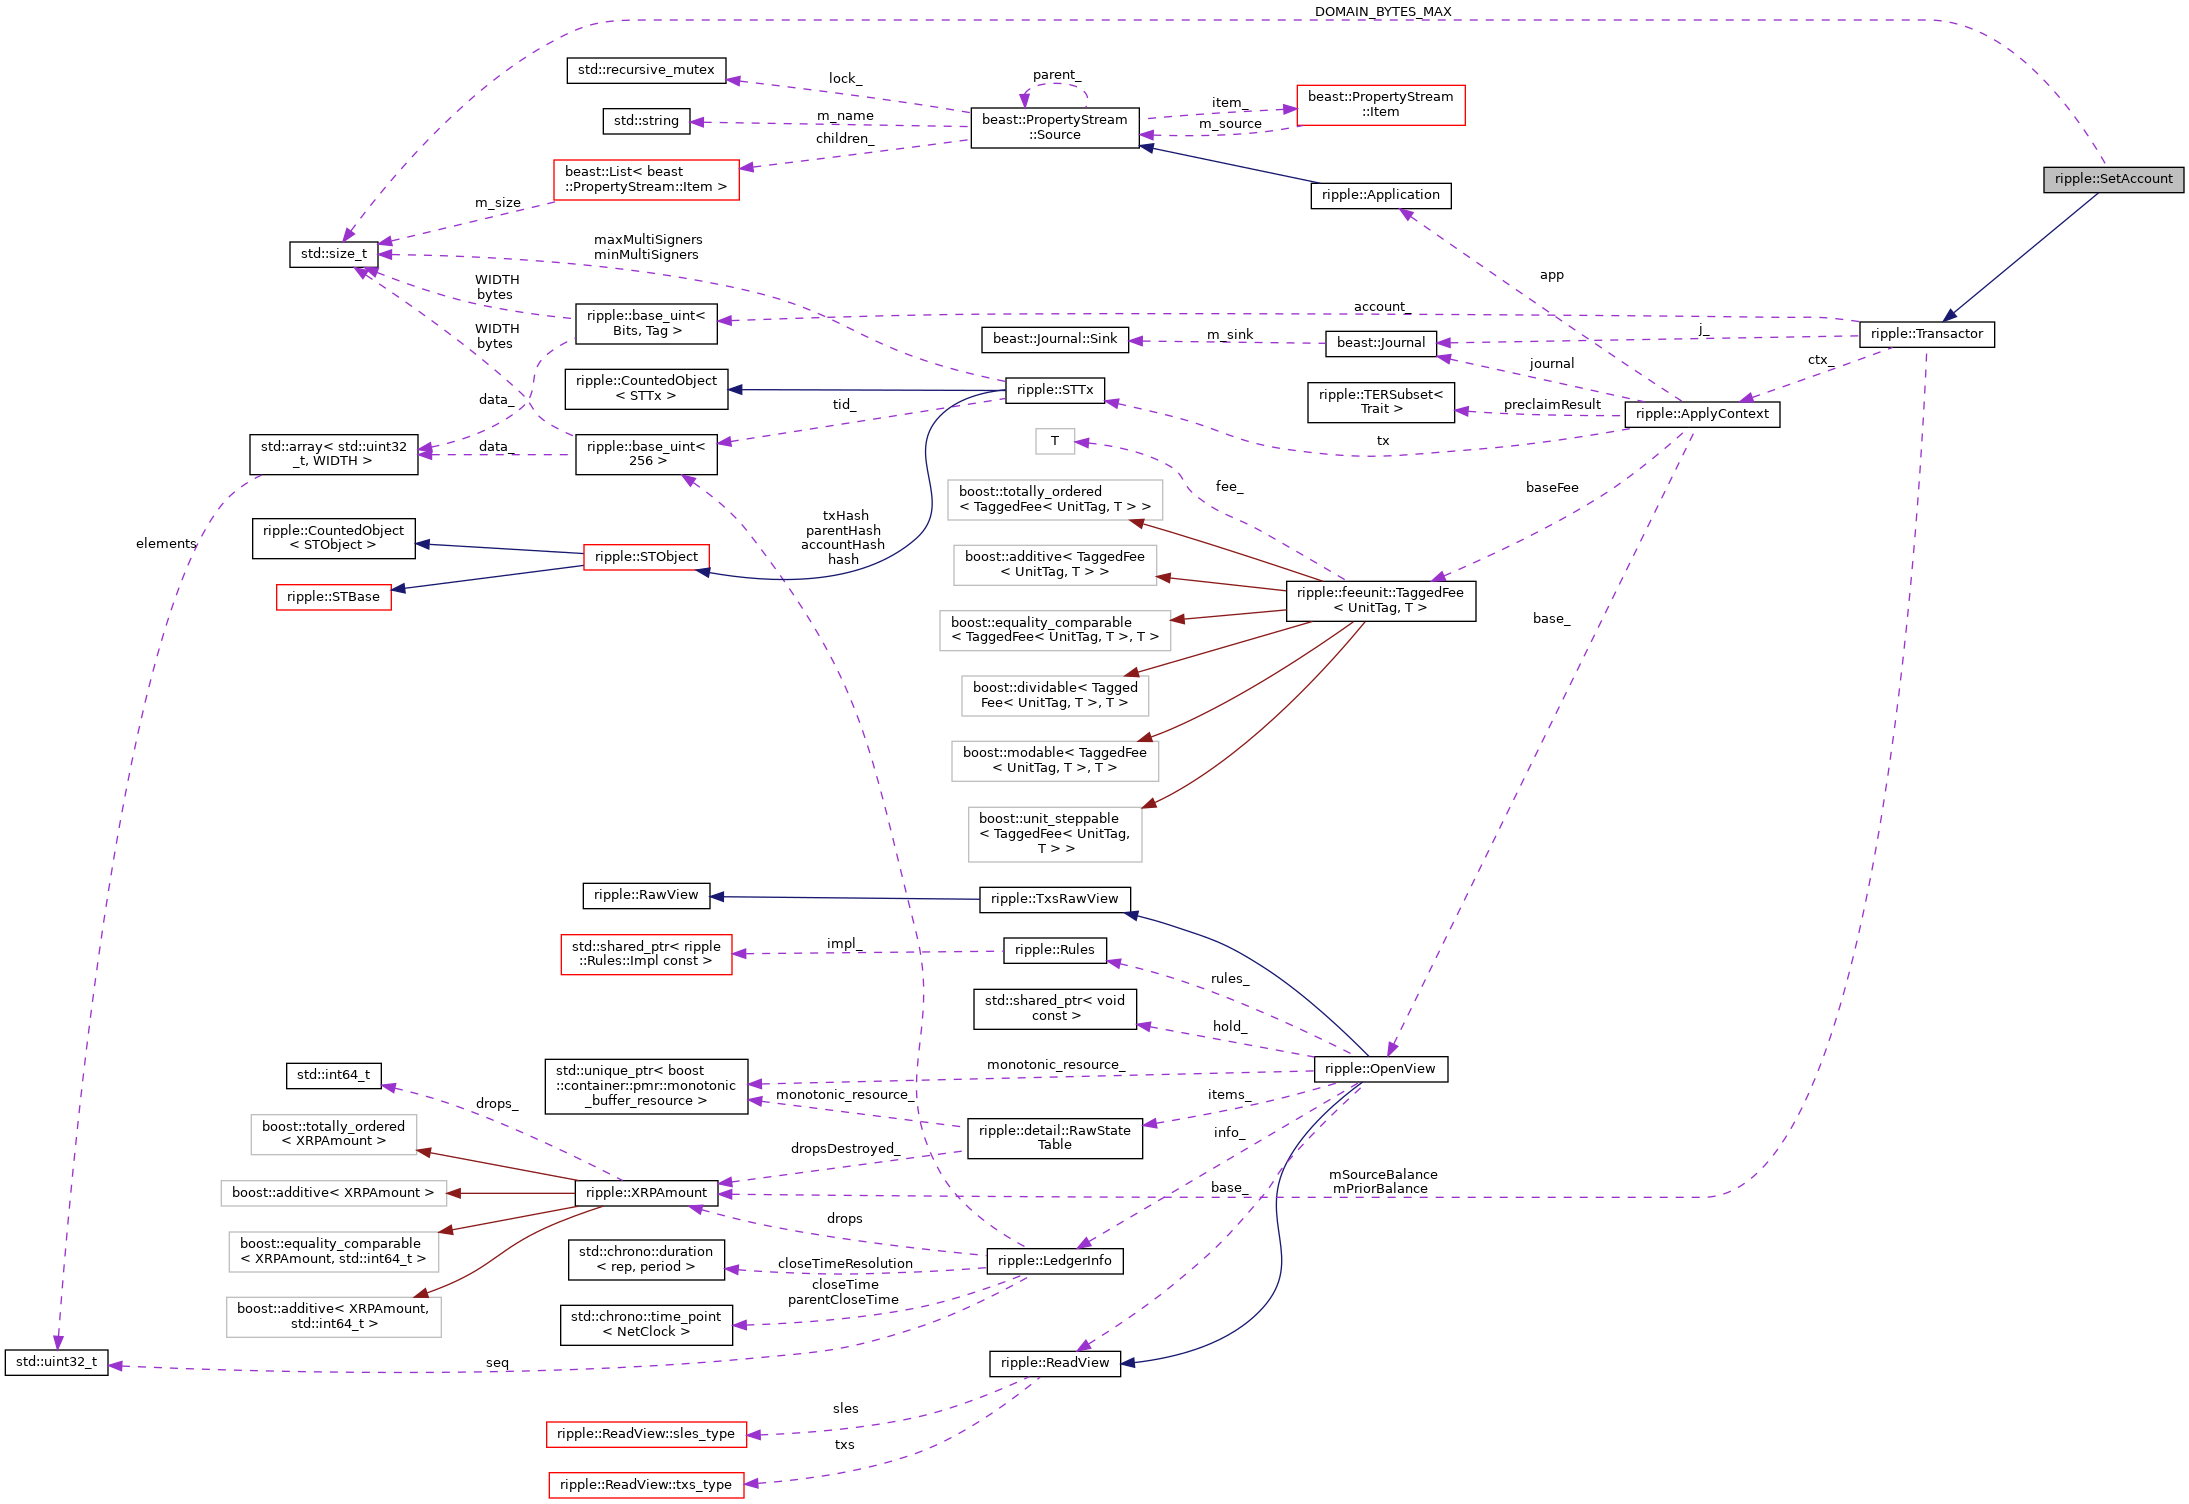 DOMAIN_BYTES_MAX
std::recursive_mutex
lock_
parent_
std::string
m_name
children_
beast::PropertyStream
::Source
item_
m_source
beast::PropertyStream
::Item
beast::List< beast
::PropertyStream::Item >
ripple::SetAccount
ripple::Application
m_size
std::size_t
maxMultiSigners
minMultiSigners
app
WIDTH
bytes
ripple::base_uint<
Bits, Tag >
account_
WIDTH
bytes
beast::Journal::Sink
m_sink
beast::Journal
j_
ripple::Transactor
ctx_
journal
ripple::CountedObject
< STTx >
ripple::STTx
ripple::TERSubset<
Trait >
preclaimResult
ripple::ApplyContext
data_
tid_
tx
T
std::array< std::uint32
_t, WIDTH >
data_
ripple::base_uint<
256 >
fee_
baseFee
boost::totally_ordered
< TaggedFee< UnitTag, T > >
txHash
parentHash
accountHash
hash
elements
ripple::CountedObject
< STObject >
ripple::STObject
ripple::STBase
boost::additive< TaggedFee
< UnitTag, T > >
ripple::feeunit::TaggedFee
< UnitTag, T >
boost::equality_comparable
< TaggedFee< UnitTag, T >, T >
base_
boost::dividable< Tagged
Fee< UnitTag, T >, T >
boost::modable< TaggedFee
< UnitTag, T >, T >
boost::unit_steppable
< TaggedFee< UnitTag,
T > >
ripple::RawView
ripple::TxsRawView
std::shared_ptr< ripple
::Rules::Impl const >
impl_
ripple::Rules
rules_
std::shared_ptr< void
const >
hold_
std::int64_t
std::unique_ptr< boost
::container::pmr::monotonic
_buffer_resource >
monotonic_resource_
ripple::OpenView
monotonic_resource_
items_
drops_
boost::totally_ordered
< XRPAmount >
ripple::detail::RawState
Table
info_
dropsDestroyed_
boost::additive< XRPAmount >
ripple::XRPAmount
base_
mSourceBalance
mPriorBalance
drops
boost::equality_comparable
< XRPAmount, std::int64_t >
std::chrono::duration
< rep, period >
closeTimeResolution
ripple::LedgerInfo
closeTime
parentCloseTime
boost::additive< XRPAmount,
std::int64_t >
std::chrono::time_point
< NetClock >
std::uint32_t
seq
ripple::ReadView
sles
ripple::ReadView::sles_type
txs
ripple::ReadView::txs_type